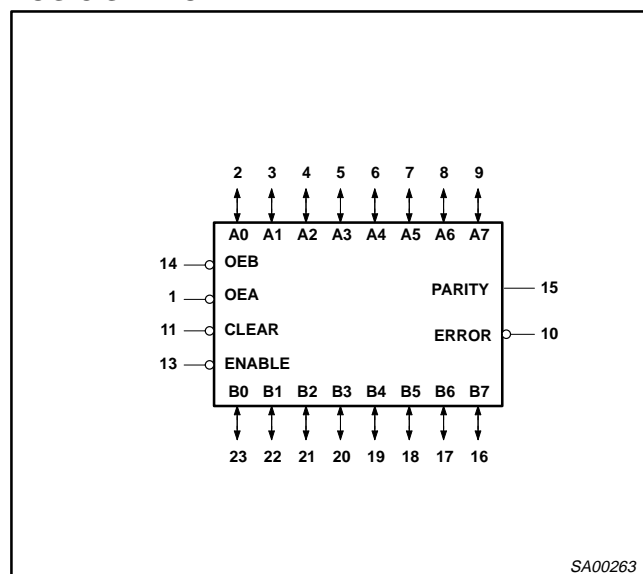 2 3 4 5 6 7 8 9
A0 A1 A2 A3 A4 A5 A6 A7
14 OEB
1 OEA
PARITY 15
11 CLEAR
ERROR 10
13 ENABLE
B0 B1 B2 B3 B4 B5 B6 B7
23 22 21 20 19 18 17 16
SA00263